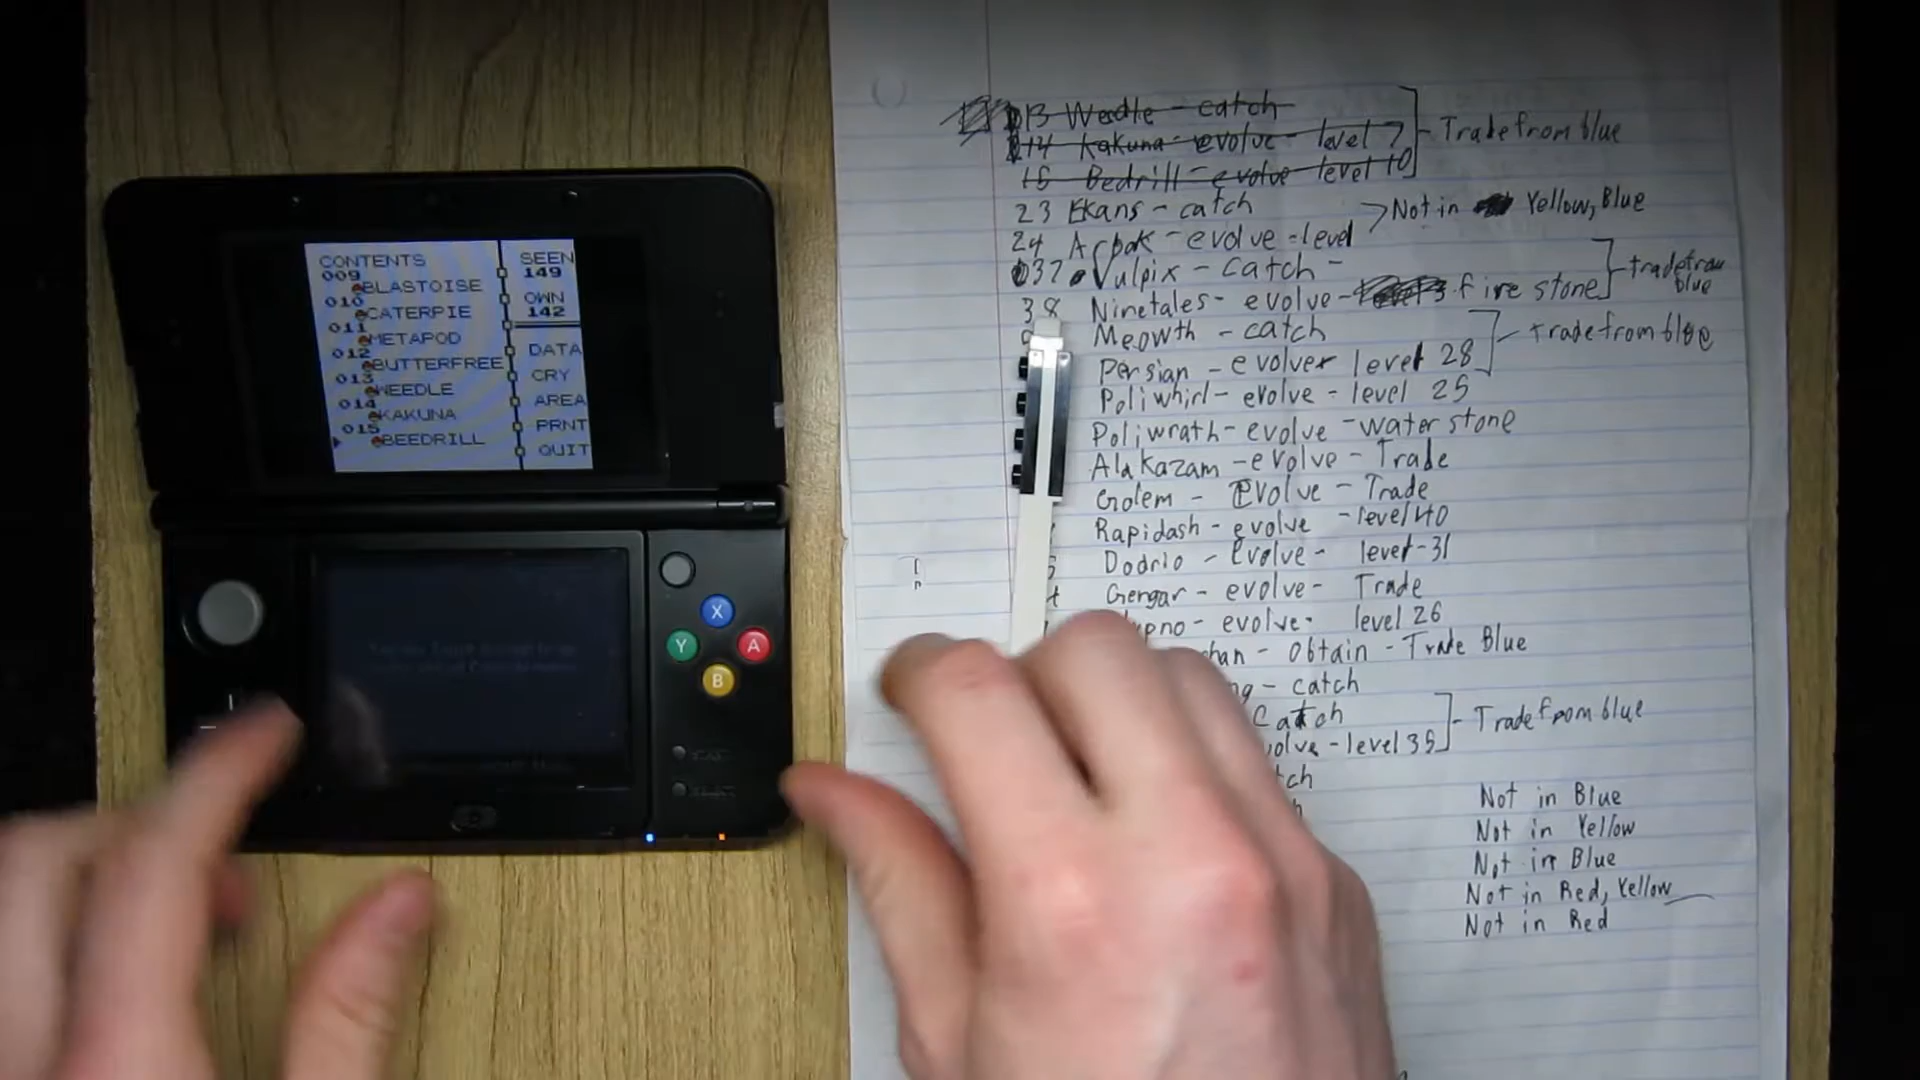 CONTENTS
009
BLASTOISE
010
CATERPIE
011
METAPOD
012
BUTTERFREE
013
WEEDLE
014
KAKUNA
015
BEEDRILL
SEEN
149
OWN
142
DATA
CRY
AREA
PRNT
QUIT
X
Y
A
B
13 Weedle - catch
14 Kakuna - evolve - level 7
Trade from blue
15 Bedrill - evolve level 10
23 Ekans - catch
Not in Yellow, Blue
24 Arbok - evolve - level
037 Vulpix - catch -
38 Ninetales - evolve - fire stone
trade from
blue
Meowth - catch
Persian - evolver level 28
trade from blue
Poliwhirl - evolve - level 25
Poliwrath - evolve - water stone
Alakazam - evolve - Trade
Golem - Evolve - Trade
Rapidash - evolve - level 40
Dodrio - Evolve - level - 31
Gengar - evolve - Trade
ypno - evolve - level 26
chan - Obtain - Trade Blue
ng - catch
Catch
olve - level 35
Trade from blue
tch
Not in Blue
Not in Yellow
Not in Blue
Not in Red, Yellow
Not in Red